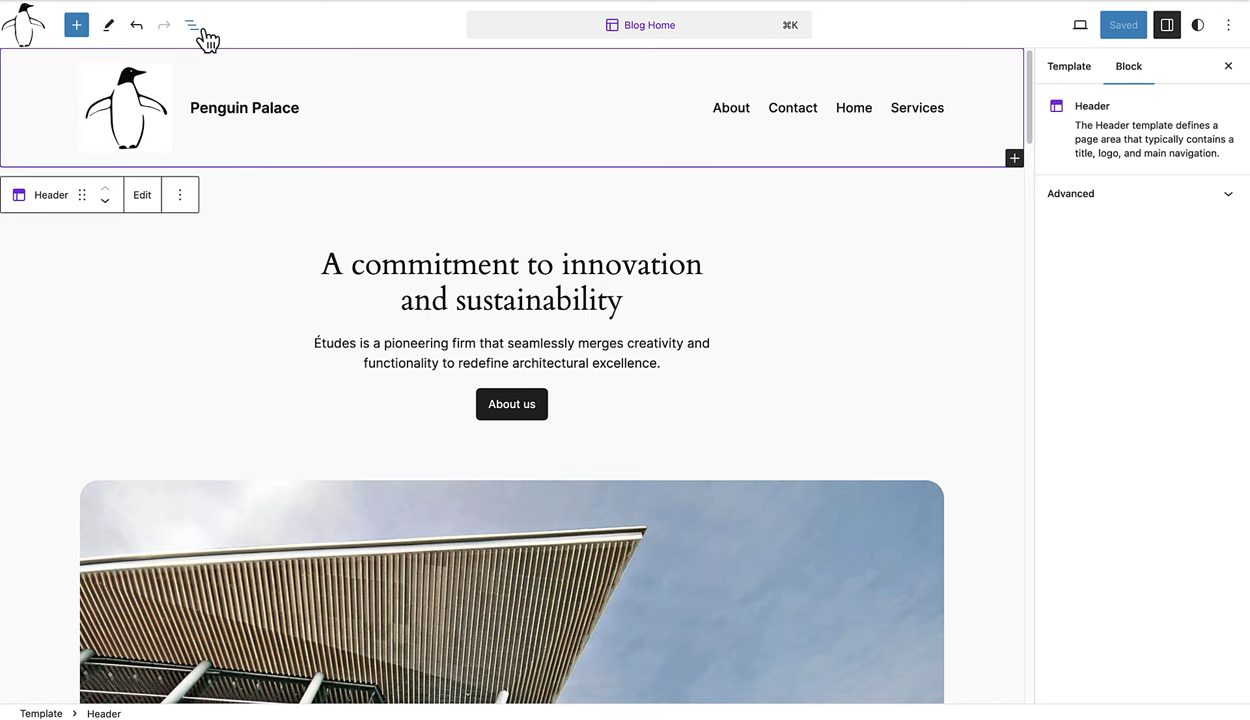 Blog Home
⌘K
Saved
Penguin Palace
About Contact Home Services
Header
Edit
A commitment to innovation
and sustainability
Études is a pioneering firm that seamlessly merges creativity and
functionality to redefine architectural excellence.
About us
Template Block
Header
The Header template defines a
page area that typically contains a
title, logo, and main navigation.
Advanced
Template > Header